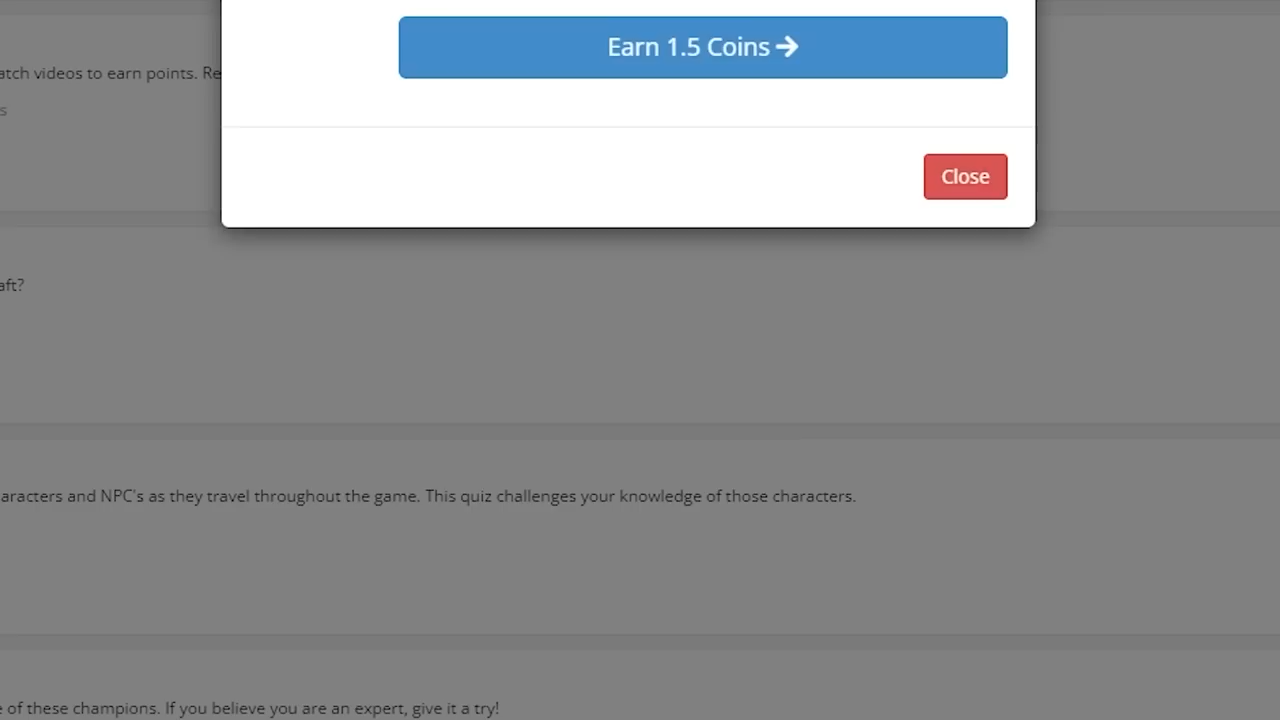 Earn 1.5 Coins
atch videos to earn points. Re
s
Close
aft?
aracters and NPC's as they travel throughout the game. This quiz challenges your knowledge of those characters.
e of these champions. If you believe you are an expert, give it a try!